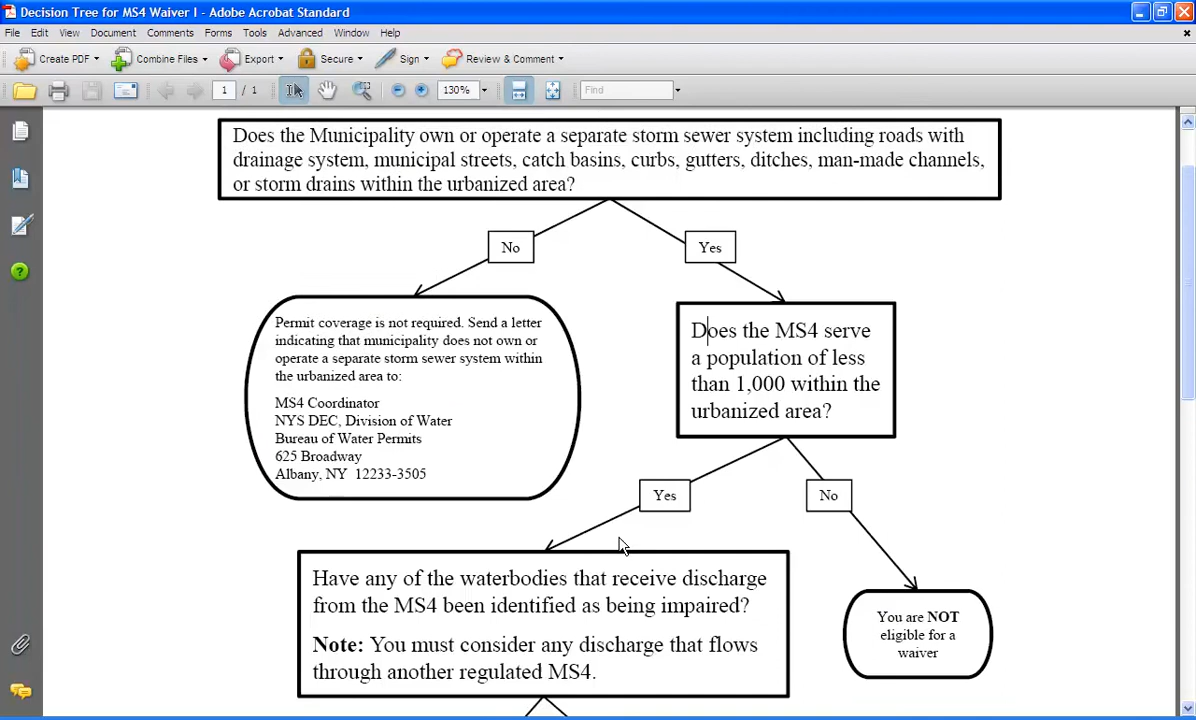 Decision Tree for MS4 Waiver I - Adobe Acrobat Standard
File Edit View Document Comments Forms Tools Advanced Window Help
Create PDF Combine Files Export Secure Sign Review & Comment
1 / 1 130% Find
Does the Municipality own or operate a separate storm sewer system including roads with
drainage system, municipal streets, catch basins, curbs, gutters, ditches, man-made channels,
or storm drains within the urbanized area?
No
Yes
Permit coverage is not required. Send a letter
indicating that municipality does not own or
operate a separate storm sewer system within
the urbanized area to:
MS4 Coordinator
NYS DEC, Division of Water
Bureau of Water Permits
625 Broadway
Albany, NY 12233-3505
Does the MS4 serve
a population of less
than 1,000 within the
urbanized area?
Yes
No
Have any of the waterbodies that receive discharge
from the MS4 been identified as being impaired?
Note: You must consider any discharge that flows
through another regulated MS4.
You are NOT
eligible for a
waiver